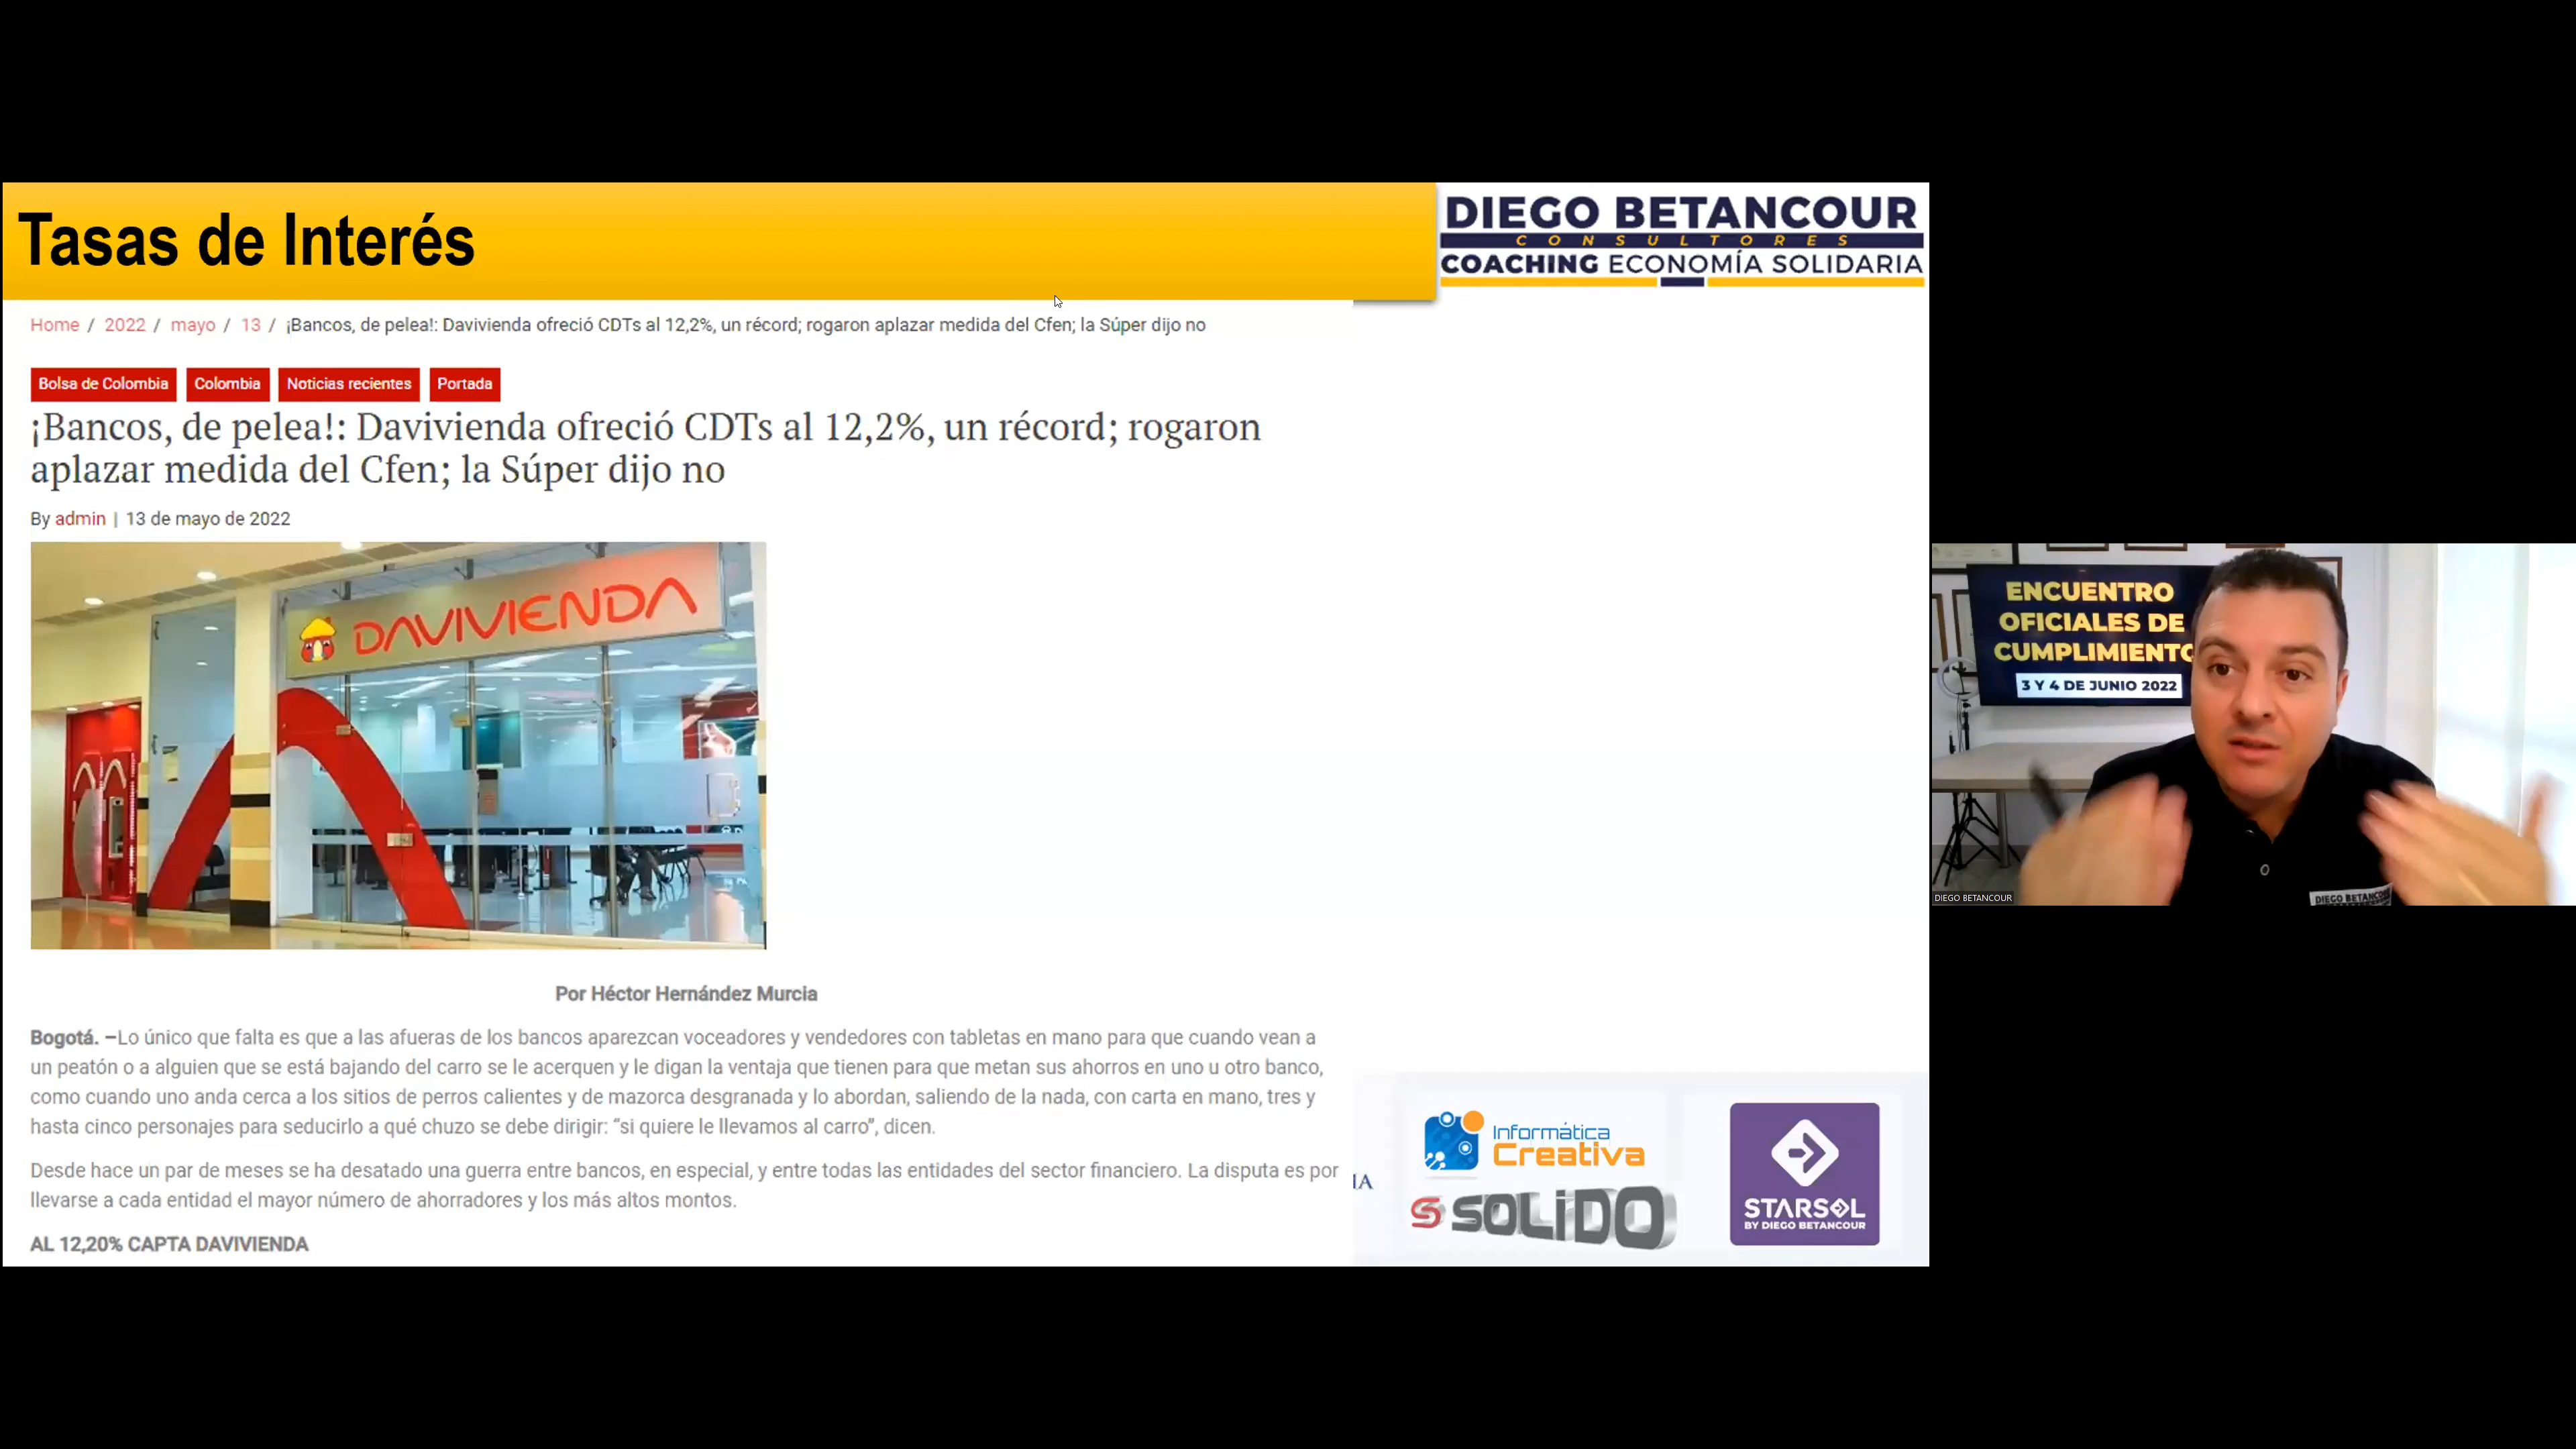 Tasas de Interés
DIEGO BETANCOUR
CONSULTORES
COACHING ECONOMÍA SOLIDARIA
Home / 2022 / mayo / 13 / ¡Bancos, de pelea!: Davivienda ofreció CDTs al 12,2%, un récord; rogaron aplazar medida del Cfen; la Súper dijo no
Bolsa de Colombia Colombia Noticias recientes Portada
¡Bancos, de pelea!: Davivienda ofreció CDTs al 12,2%, un récord; rogaron
aplazar medida del Cfen; la Súper dijo no
By admin | 13 de mayo de 2022
DAVIVIENDA
Por Héctor Hernández Murcia
Bogotá. –Lo único que falta es que a las afueras de los bancos aparezcan voceadores y vendedores con tabletas en mano para que cuando vean a
un peatón o a alguien que se está bajando del carro se le acerquen y le digan la ventaja que tienen para que metan sus ahorros en uno u otro banco,
como cuando uno anda cerca a los sitios de perros calientes y de mazorca desgranada y lo abordan, saliendo de la nada, con carta en mano, tres y
hasta cinco personajes para seducirlo a qué chuzo se debe dirigir: “si quiere le llevamos al carro”, dicen.
Desde hace un par de meses se ha desatado una guerra entre bancos, en especial, y entre todas las entidades del sector financiero. La disputa es por
llevarse a cada entidad el mayor número de ahorradores y los más altos montos.
AL 12,20% CAPTA DAVIVIENDA
IA
Informática
Creativa
S SOLiDO
STARSOL
BY DIEGO BETANCOUR
ENCUENTRO
OFICIALES DE
CUMPLIMIENTO
3 Y 4 DE JUNIO 2022
DIEGO BETANCOUR
DIEGO BETANCOUR